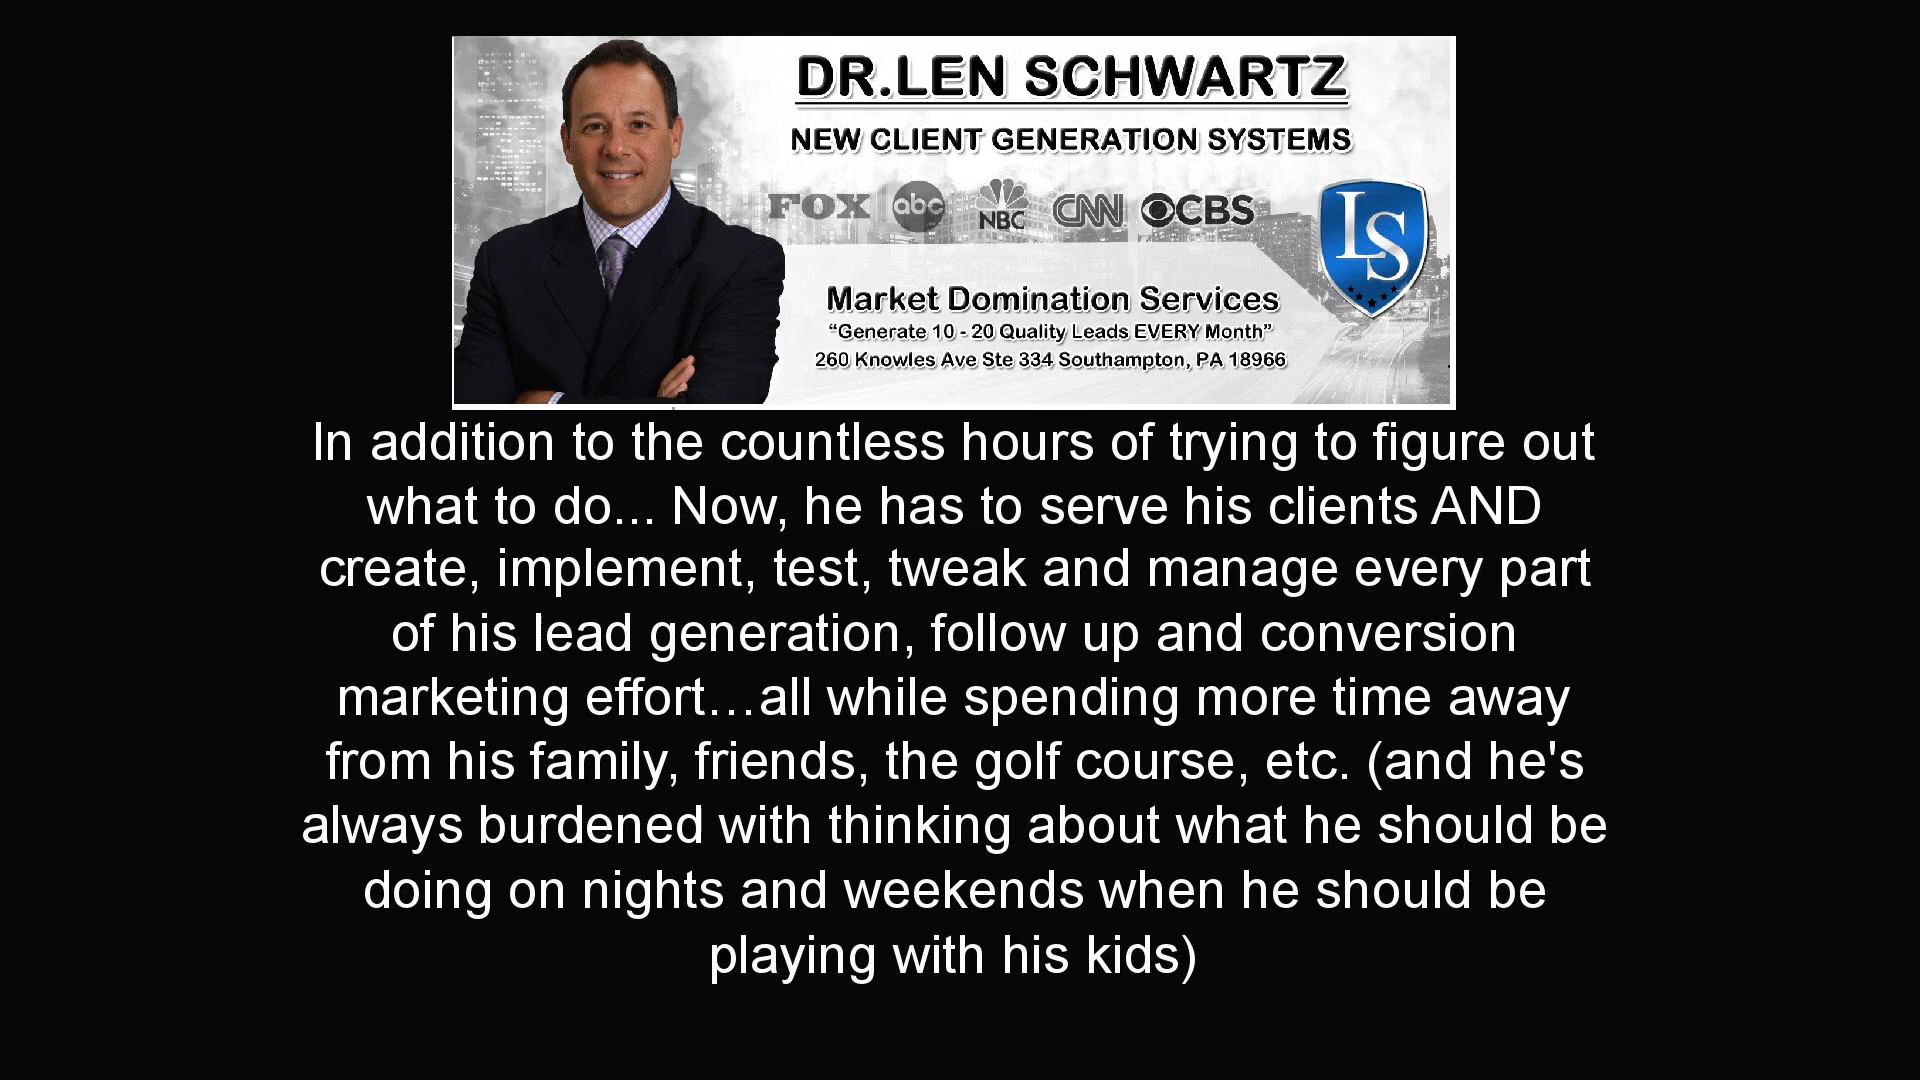 DR.LEN SCHWARTZ
NEW CLIENT GENERATION SYSTEMS
FOX abc NBC CNN CBS
LS
Market Domination Services
“Generate 10 - 20 Quality Leads EVERY Month”
260 Knowles Ave Ste 334 Southampton, PA 18966
In addition to the countless hours of trying to figure out
what to do... Now, he has to serve his clients AND
create, implement, test, tweak and manage every part
of his lead generation, follow up and conversion
marketing effort…all while spending more time away
from his family, friends, the golf course, etc. (and he's
always burdened with thinking about what he should be
doing on nights and weekends when he should be
playing with his kids)